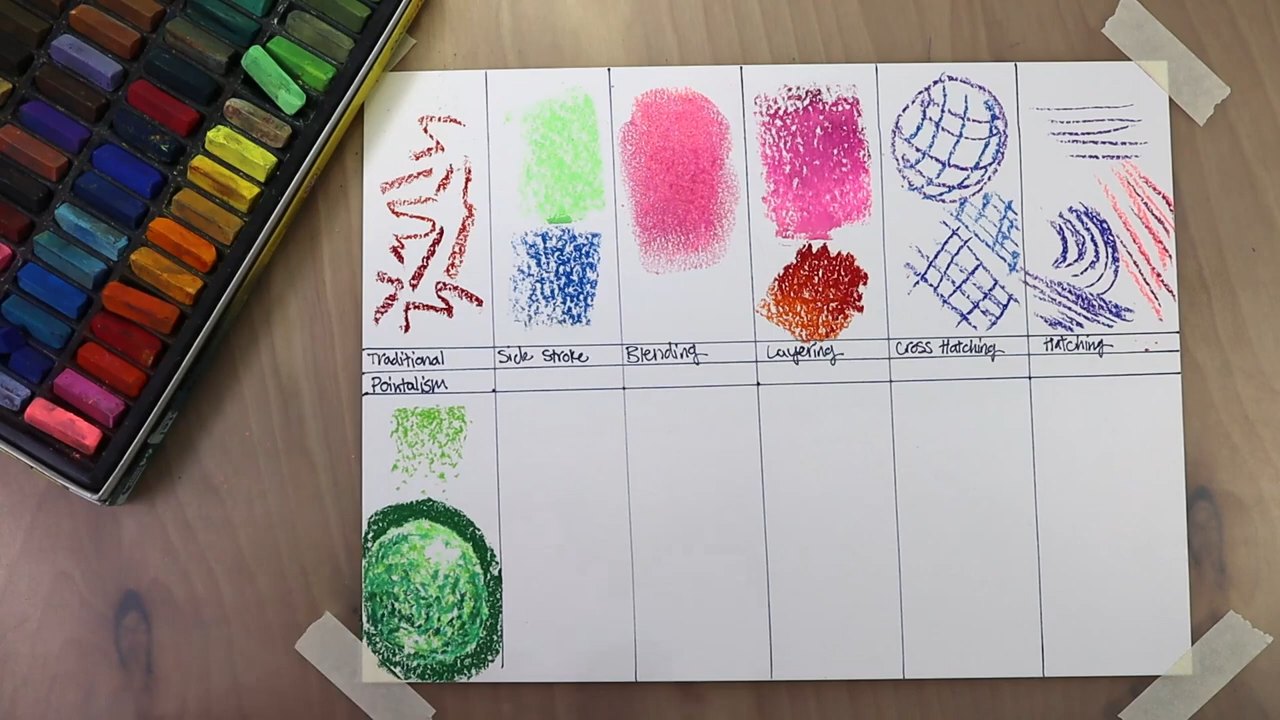 Traditional
Side Stroke
Blending
Layering
Cross Hatching
Hatching
Pointalism